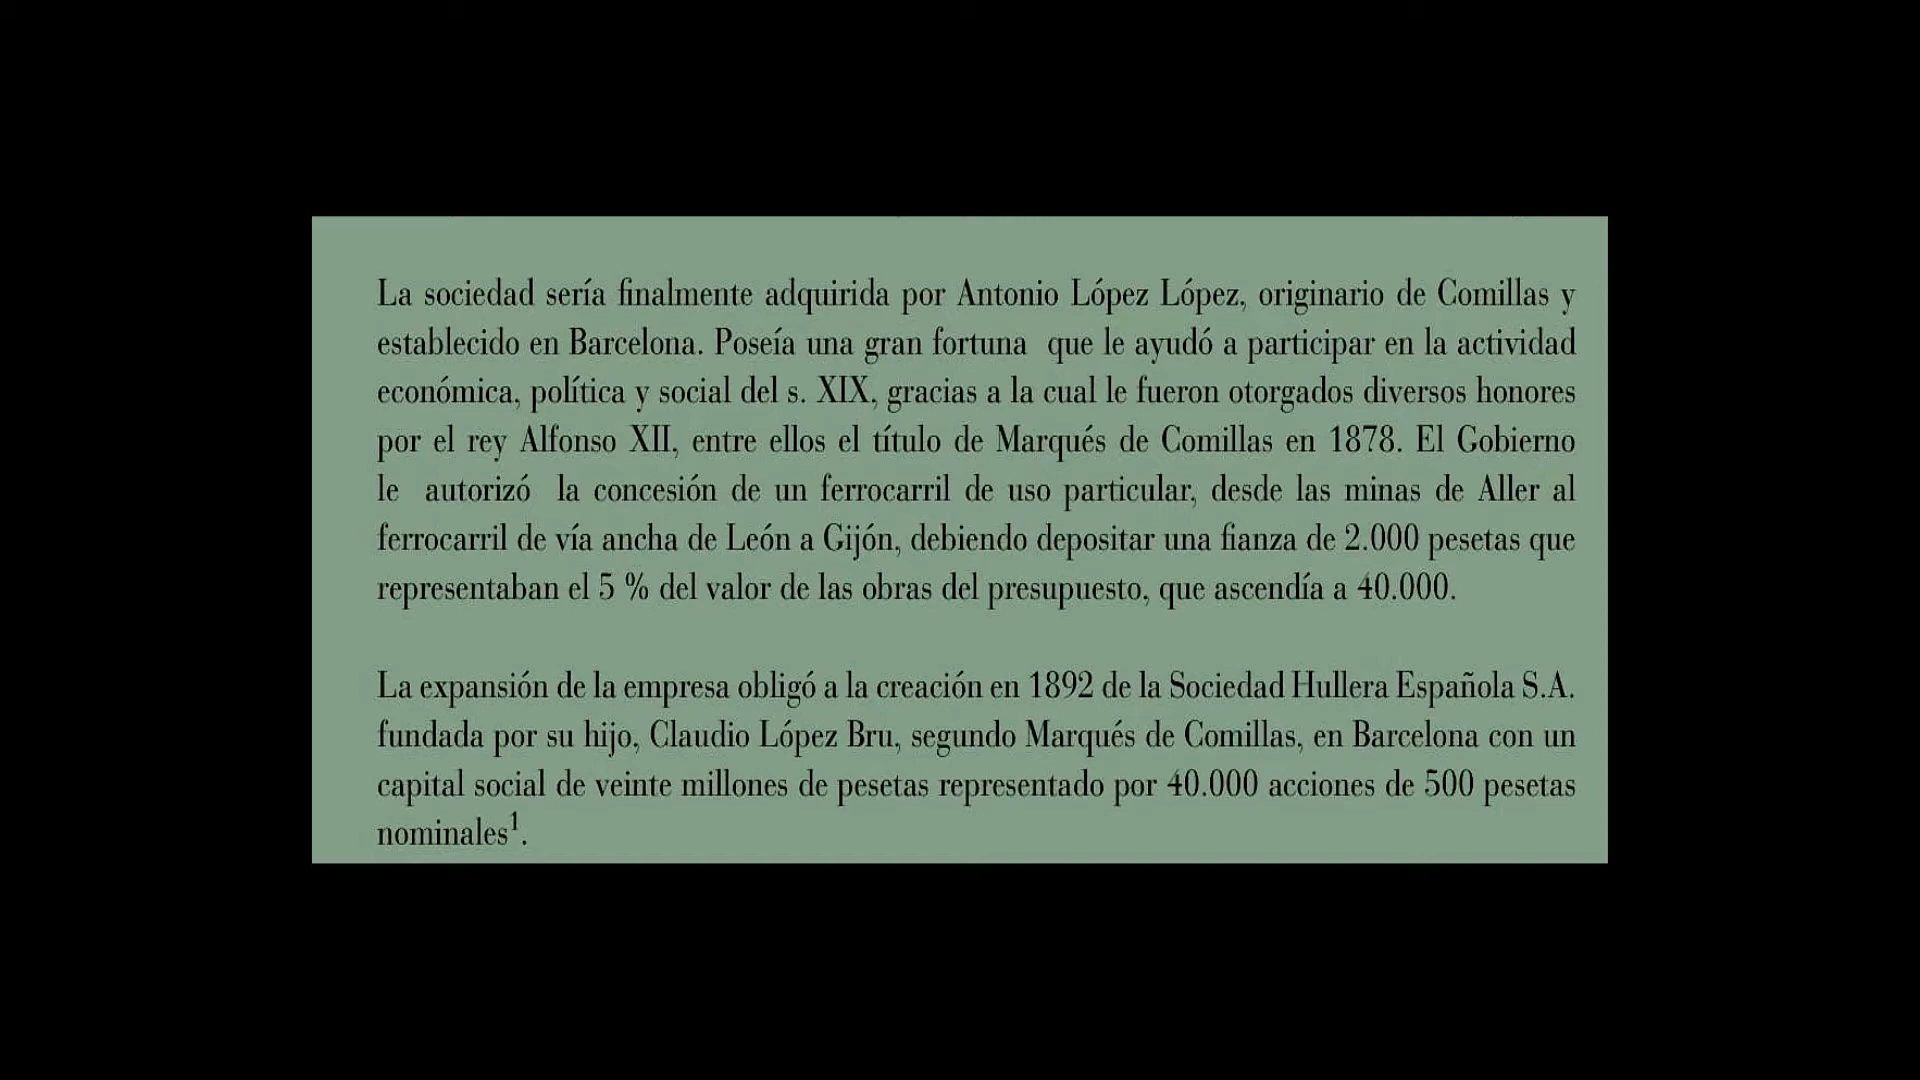 La sociedad sería finalmente adquirida por Antonio López López, originario de Comillas y
establecido en Barcelona. Poseía una gran fortuna que le ayudó a participar en la actividad
económica, política y social del s. XIX, gracias a la cual le fueron otorgados diversos honores
por el rey Alfonso XII, entre ellos el título de Marqués de Comillas en 1878. El Gobierno
le autorizó la concesión de un ferrocarril de uso particular, desde las minas de Aller al
ferrocarril de vía ancha de León a Gijón, debiendo depositar una fianza de 2.000 pesetas que
representaban el 5 % del valor de las obras del presupuesto, que ascendía a 40.000.
La expansión de la empresa obligó a la creación en 1892 de la Sociedad Hullera Española S.A.
fundada por su hijo, Claudio López Bru, segundo Marqués de Comillas, en Barcelona con un
capital social de veinte millones de pesetas representado por 40.000 acciones de 500 pesetas
nominales¹.